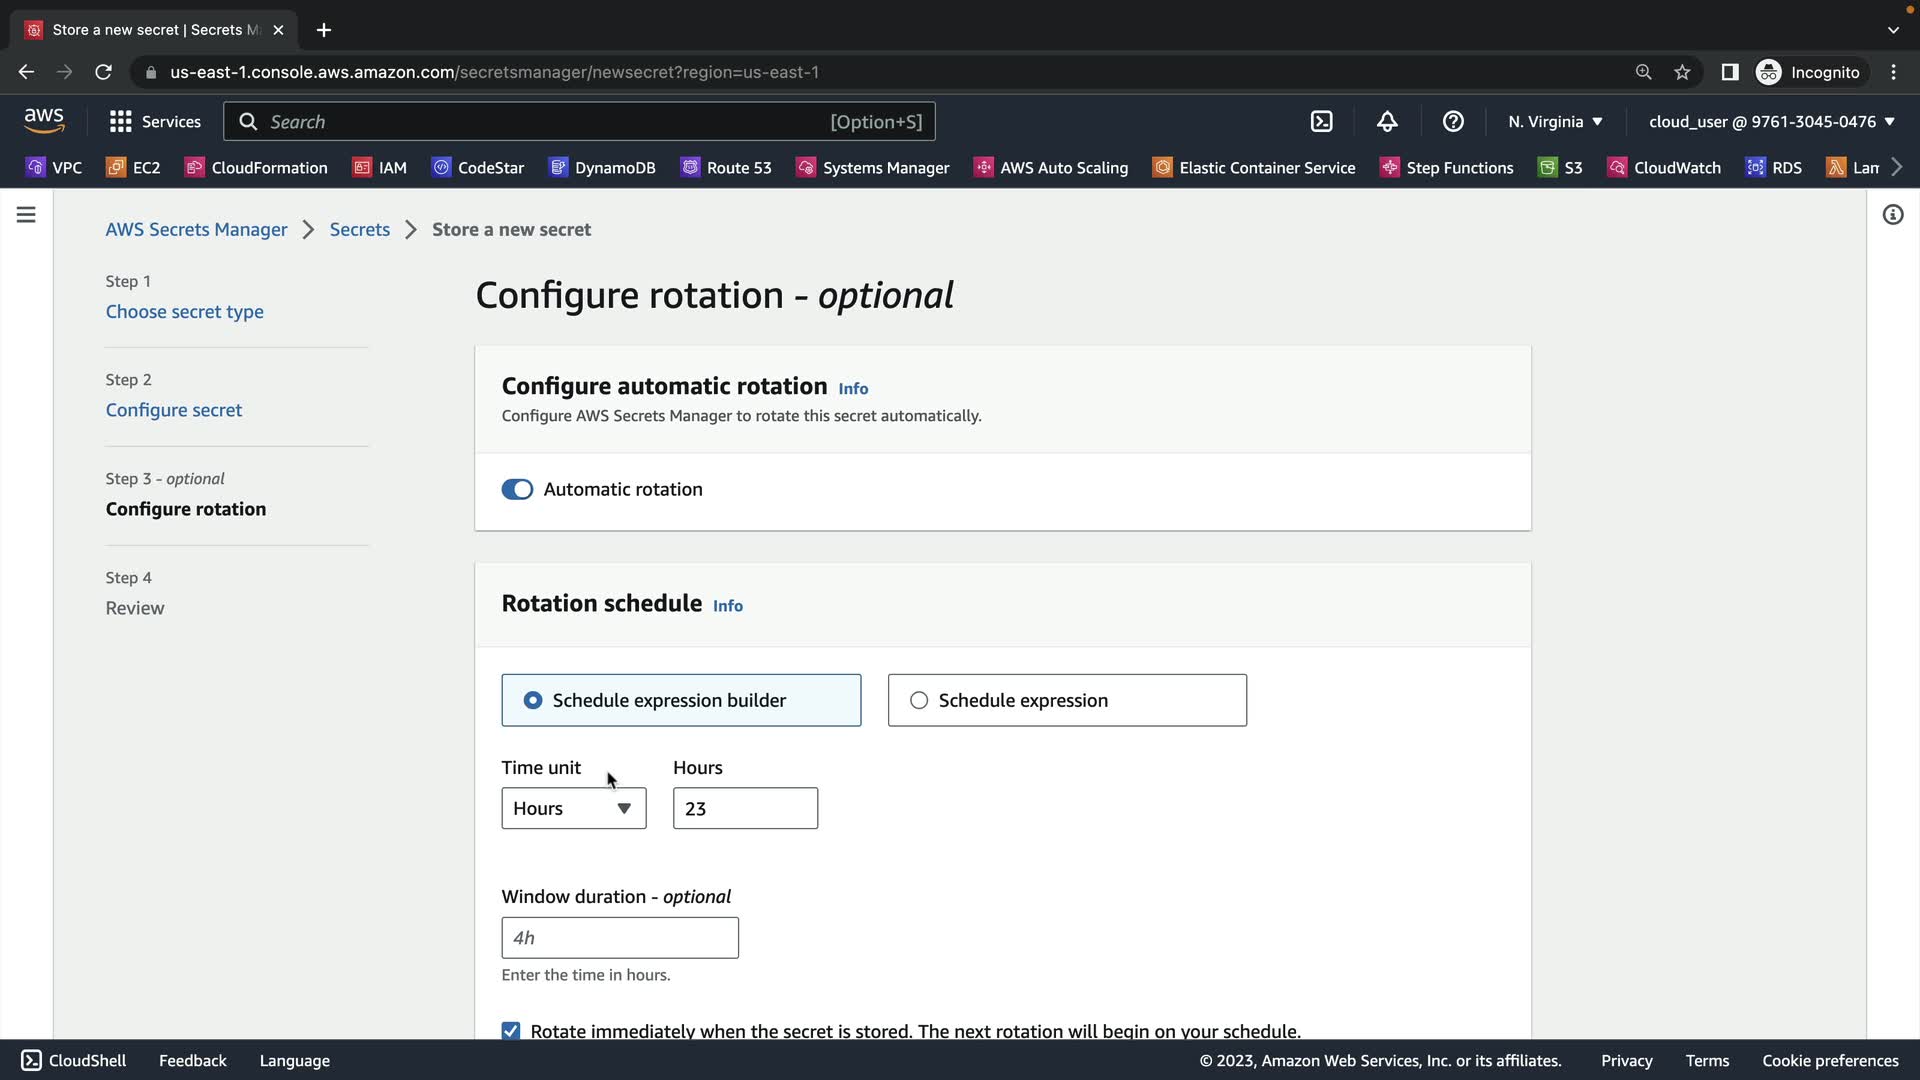 Store a new secret | Secrets M
us-east-1.console.aws.amazon.com/secretsmanager/newsecret?region=us-east-1
Incognito
aws
Services
Search
[Option+S]
N. Virginia
cloud_user @ 9761-3045-0476
VPC
EC2
CloudFormation
IAM
CodeStar
DynamoDB
Route 53
Systems Manager
AWS Auto Scaling
Elastic Container Service
Step Functions
S3
CloudWatch
RDS
Lam
AWS Secrets Manager
Secrets
Store a new secret
Step 1
Choose secret type
Step 2
Configure secret
Step 3 - optional
Configure rotation
Step 4
Review
Configure rotation - optional
Configure automatic rotation Info
Configure AWS Secrets Manager to rotate this secret automatically.
Automatic rotation
Rotation schedule Info
Schedule expression builder
Schedule expression
Time unit
Hours
Hours
23
Window duration - optional
4h
Enter the time in hours.
Rotate immediately when the secret is stored. The next rotation will begin on your schedule.
CloudShell
Feedback
Language
© 2023, Amazon Web Services, Inc. or its affiliates.
Privacy
Terms
Cookie preferences